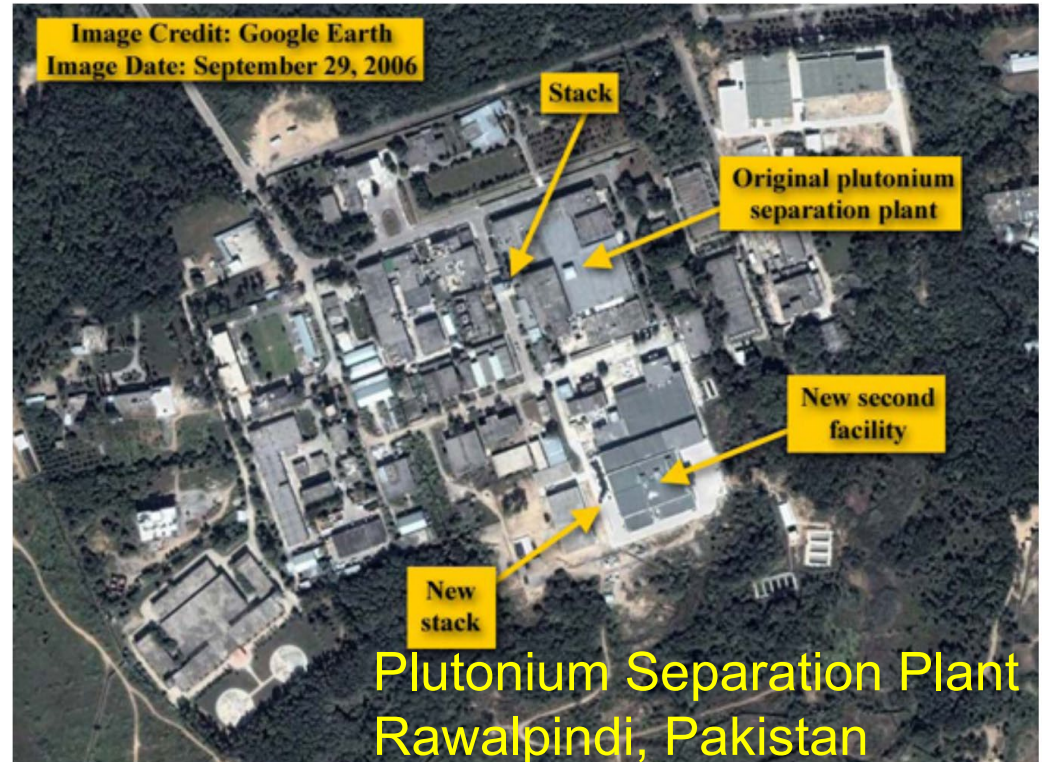 Image Credit: Google Earth
Image Date: September 29, 2006
Stack
Original plutonium
separation plant
New second
facility
New
stack
Plutonium Separation Plant
Rawalpindi, Pakistan